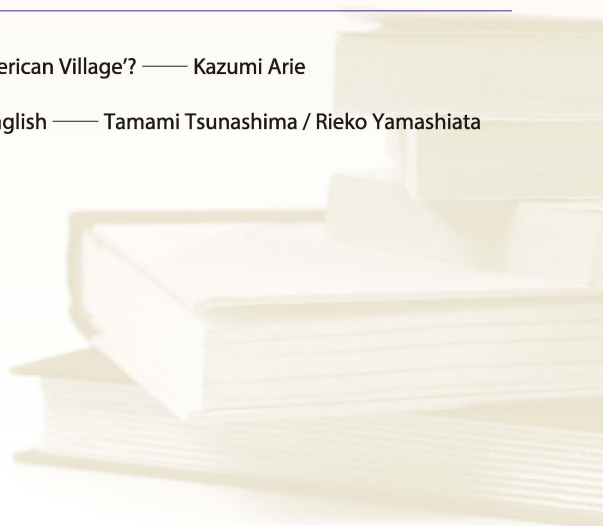 erican Village'? —— Kazumi Arie
nglish —— Tamami Tsunashima / Rieko Yamashiata